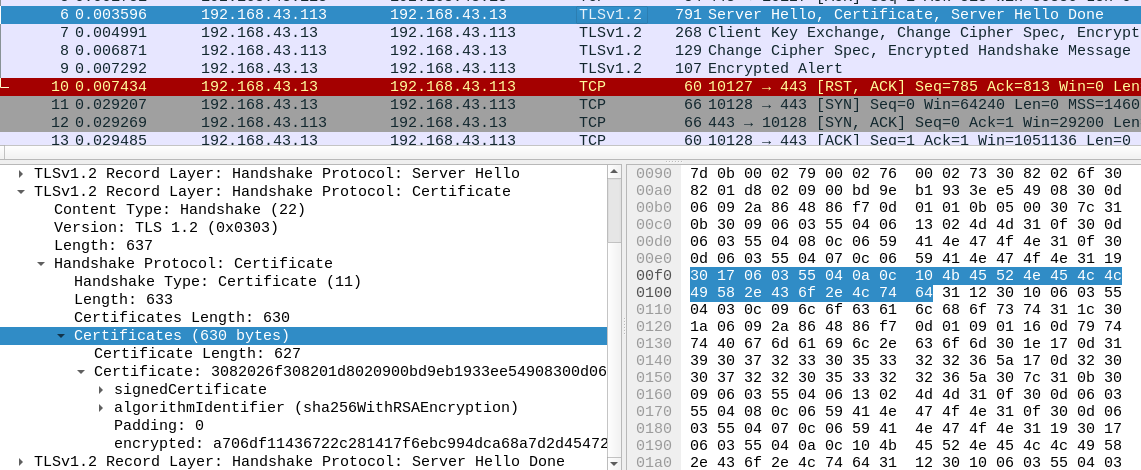 6 0.003596 192.168.43.113 192.168.43.13 TLSv1.2 791 Server Hello, Certificate, Server Hello Done
7 0.004991 192.168.43.13 192.168.43.113 TLSv1.2 268 Client Key Exchange, Change Cipher Spec, Encrypt
8 0.006871 192.168.43.113 192.168.43.13 TLSv1.2 129 Change Cipher Spec, Encrypted Handshake Message
9 0.007292 192.168.43.13 192.168.43.113 TLSv1.2 107 Encrypted Alert
10 0.007434 192.168.43.13 192.168.43.113 TCP 60 10127 → 443 [RST, ACK] Seq=785 Ack=813 Win=0 Len
11 0.029207 192.168.43.13 192.168.43.113 TCP 66 10128 → 443 [SYN] Seq=0 Win=64240 Len=0 MSS=1460
12 0.029269 192.168.43.113 192.168.43.13 TCP 66 443 → 10128 [SYN, ACK] Seq=0 Ack=1 Win=29200 Len
13 0.029485 192.168.43.13 192.168.43.113 TCP 60 10128 → 443 [ACK] Seq=1 Ack=1 Win=1051136 Len=0
TLSv1.2 Record Layer: Handshake Protocol: Server Hello
TLSv1.2 Record Layer: Handshake Protocol: Certificate
Content Type: Handshake (22)
Version: TLS 1.2 (0x0303)
Length: 637
Handshake Protocol: Certificate
Handshake Type: Certificate (11)
Length: 633
Certificates Length: 630
Certificates (630 bytes)
Certificate Length: 627
Certificate: 3082026f308201d8020900bd9eb1933ee54908300d06
signedCertificate
algorithmIdentifier (sha256WithRSAEncryption)
Padding: 0
encrypted: a706df11436722c281417f6ebc994dca68a7d2d45472
TLSv1.2 Record Layer: Handshake Protocol: Server Hello Done
0090 7d 0b 00 02 79 00 02 76 00 02 73 30 82 02 6f 30
00a0 82 01 d8 02 09 00 bd 9e b1 93 3e e5 49 08 30 0d
00b0 06 09 2a 86 48 86 f7 0d 01 01 0b 05 00 30 7c 31
00c0 0b 30 09 06 03 55 04 06 13 02 4d 4d 31 0f 30 0d
00d0 06 03 55 04 08 0c 06 59 41 4e 47 4f 4e 31 0f 30
00e0 0d 06 03 55 04 07 0c 06 59 41 4e 47 4f 4e 31 19
00f0 30 17 06 03 55 04 0a 0c 10 4b 45 52 4e 45 4c 4c
0100 49 58 2e 43 6f 2e 4c 74 64 31 12 30 10 06 03 55
0110 04 03 0c 09 6c 6f 63 61 6c 68 6f 73 74 31 1c 30
0120 1a 06 09 2a 86 48 86 f7 0d 01 09 01 16 0d 79 74
0130 74 40 67 6d 61 69 6c 2e 63 6f 6d 30 1e 17 0d 31
0140 39 30 37 32 33 30 35 33 32 32 36 5a 17 0d 32 30
0150 30 37 32 32 30 35 33 32 32 36 5a 30 7c 31 0b 30
0160 09 06 03 55 04 06 13 02 4d 4d 31 0f 30 0d 06 03
0170 55 04 08 0c 06 59 41 4e 47 4f 4e 31 0f 30 0d 06
0180 03 55 04 07 0c 06 59 41 4e 47 4f 4e 31 19 30 17
0190 06 03 55 04 0a 0c 10 4b 45 52 4e 45 4c 4c 49 58
01a0 2e 43 6f 2e 4c 74 64 31 12 30 10 06 03 55 04 03